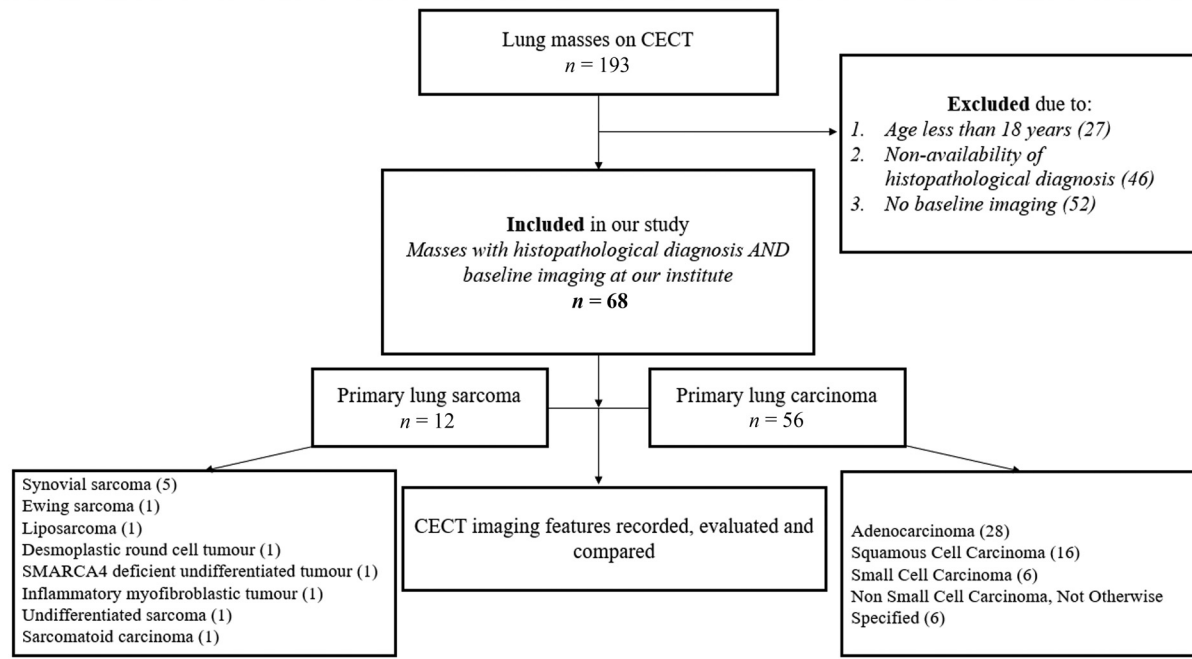 Lung masses on CECT
n = 193
Excluded due to:
1. Age less than 18 years (27)
2. Non-availability of
histopathological diagnosis (46)
3. No baseline imaging (52)
Included in our study
Masses with histopathological diagnosis AND
baseline imaging at our institute
n = 68
Primary lung sarcoma
n = 12
Primary lung carcinoma
n = 56
Synovial sarcoma (5)
Ewing sarcoma (1)
Liposarcoma (1)
Desmoplastic round cell tumour (1)
SMARCA4 deficient undifferentiated tumour (1)
Inflammatory myofibroblastic tumour (1)
Undifferentiated sarcoma (1)
Sarcomatoid carcinoma (1)
CECT imaging features recorded, evaluated and
compared
Adenocarcinoma (28)
Squamous Cell Carcinoma (16)
Small Cell Carcinoma (6)
Non Small Cell Carcinoma, Not Otherwise
Specified (6)